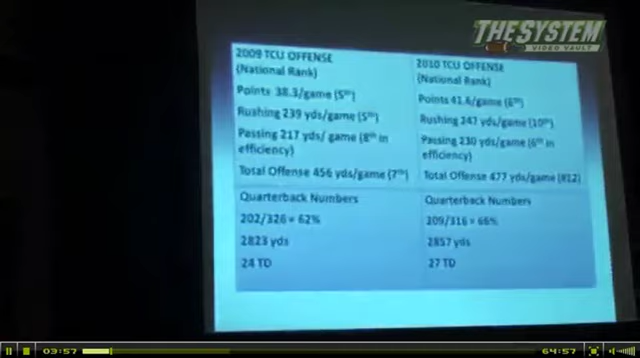 THE SYSTEM
VIDEO VAULT
2009 TCU OFFENSE
(National Rank)
Points 38.3/game (5th)
Rushing 239 yds/game (5th)
Passing 217 yds/ game (8th in
efficiency)
Total Offense 456 yds/game (7th)
Quarterback Numbers
202/326 = 62%
2823 yds
24 TD
2010 TCU OFFENSE
(National Rank)
Points 41.6/game (6th)
Rushing 247 yds/game (10th)
Passing 230 yds/game (6th in
efficiency)
Total Offense 477 yds/game (#12)
Quarterback Numbers
209/316 = 66%
2857 yds
27 TD
03:57
64:57